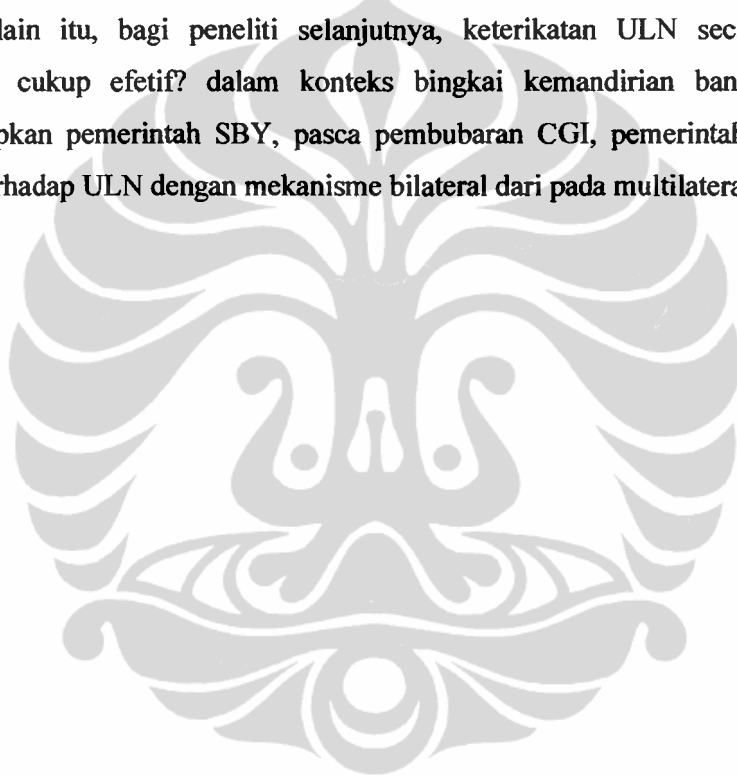 lain itu, bagi peneliti selanjutnya, keterikatan ULN sec
cukup efetif? dalam konteks bingkai kemandirian ban
pkan pemerintah SBY, pasca pembubaran CGI, pemerintah
rhadap ULN dengan mekanisme bilateral dari pada multilatera